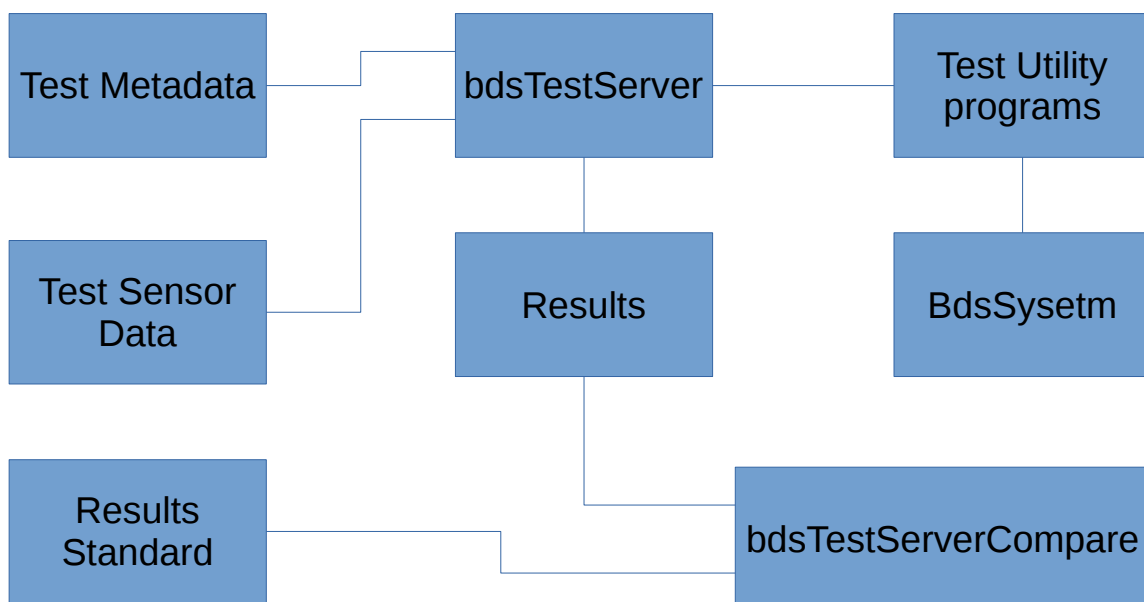 Test Metadata
bdsTestServer
Test Utility
programs
Test Sensor
Data
Results
BdsSysetm
Results
Standard
bdsTestServerCompare